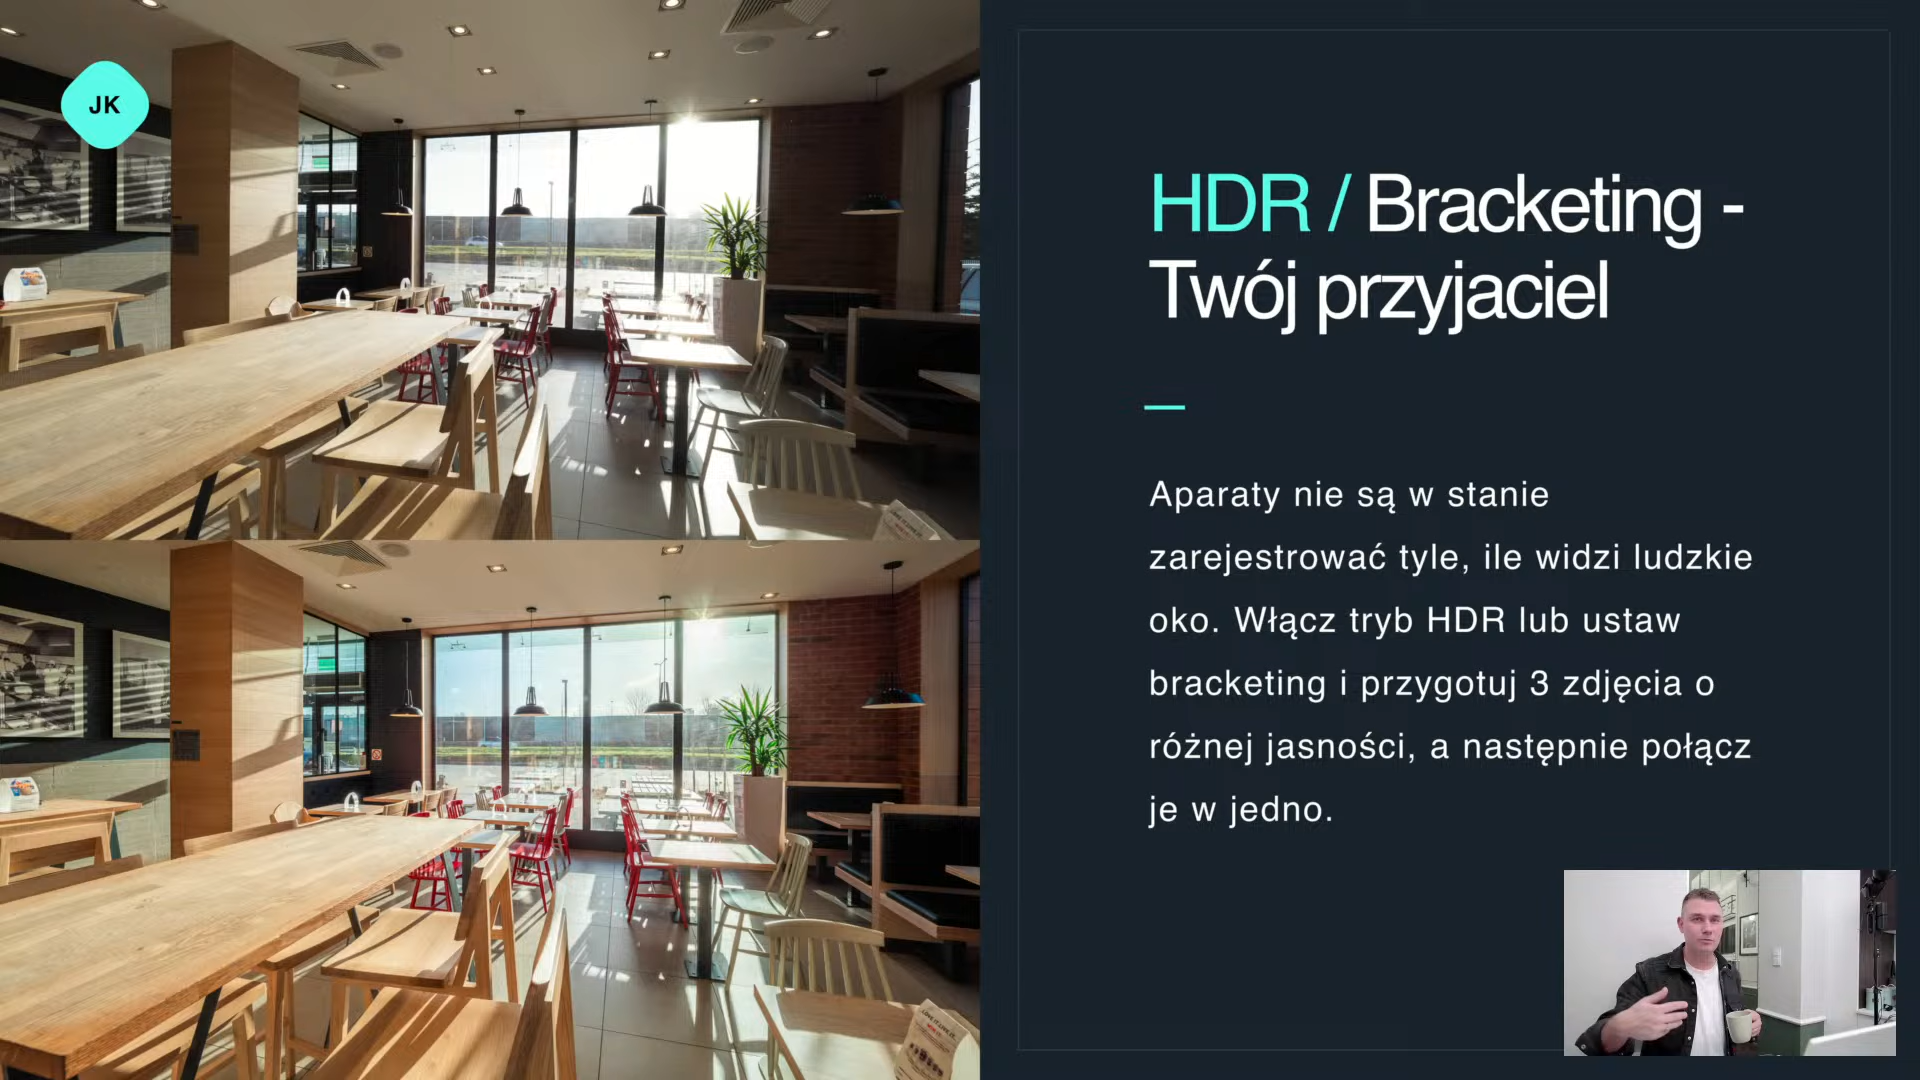 JK
HDR / Bracketing -
Twój przyjaciel
Aparaty nie są w stanie
zarejestrować tyle, ile widzi ludzkie
oko. Włącz tryb HDR lub ustaw
bracketing i przygotuj 3 zdjęcia o
różnej jasności, a następnie połącz
je w jedno.